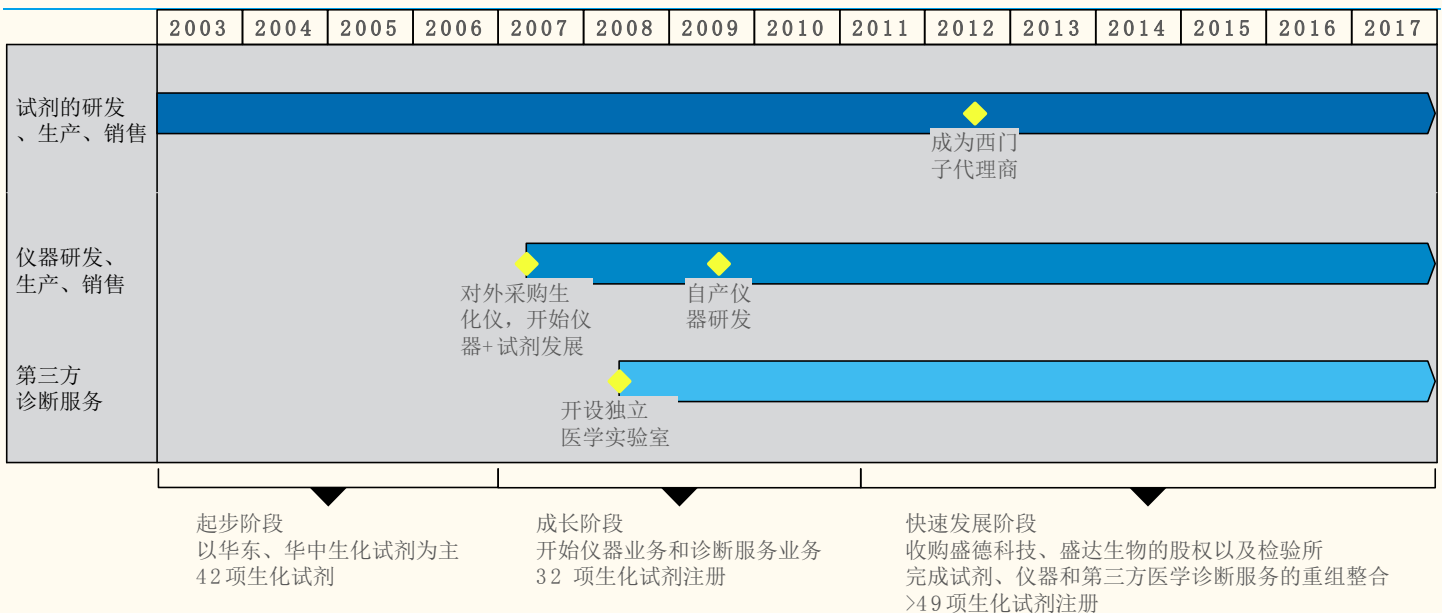 2003 2004 2005 2006 2007 2008 2009 2010 2011 2012 2013 2014 2015 2016 2017
试剂的研发
、生产、销售
成为西门
子代理商
仪器研发、
生产、销售
对外采购生
化仪，开始仪
器+试剂发展
自产仪
器研发
第三方
诊断服务
开设独立
医学实验室
起步阶段
以华东、华中生化试剂为主
42项生化试剂
成长阶段
开始仪器业务和诊断服务业务
32 项生化试剂注册
快速发展阶段
收购盛德科技、盛达生物的股权以及检验所
完成试剂、仪器和第三方医学诊断服务的重组整合
>49项生化试剂注册